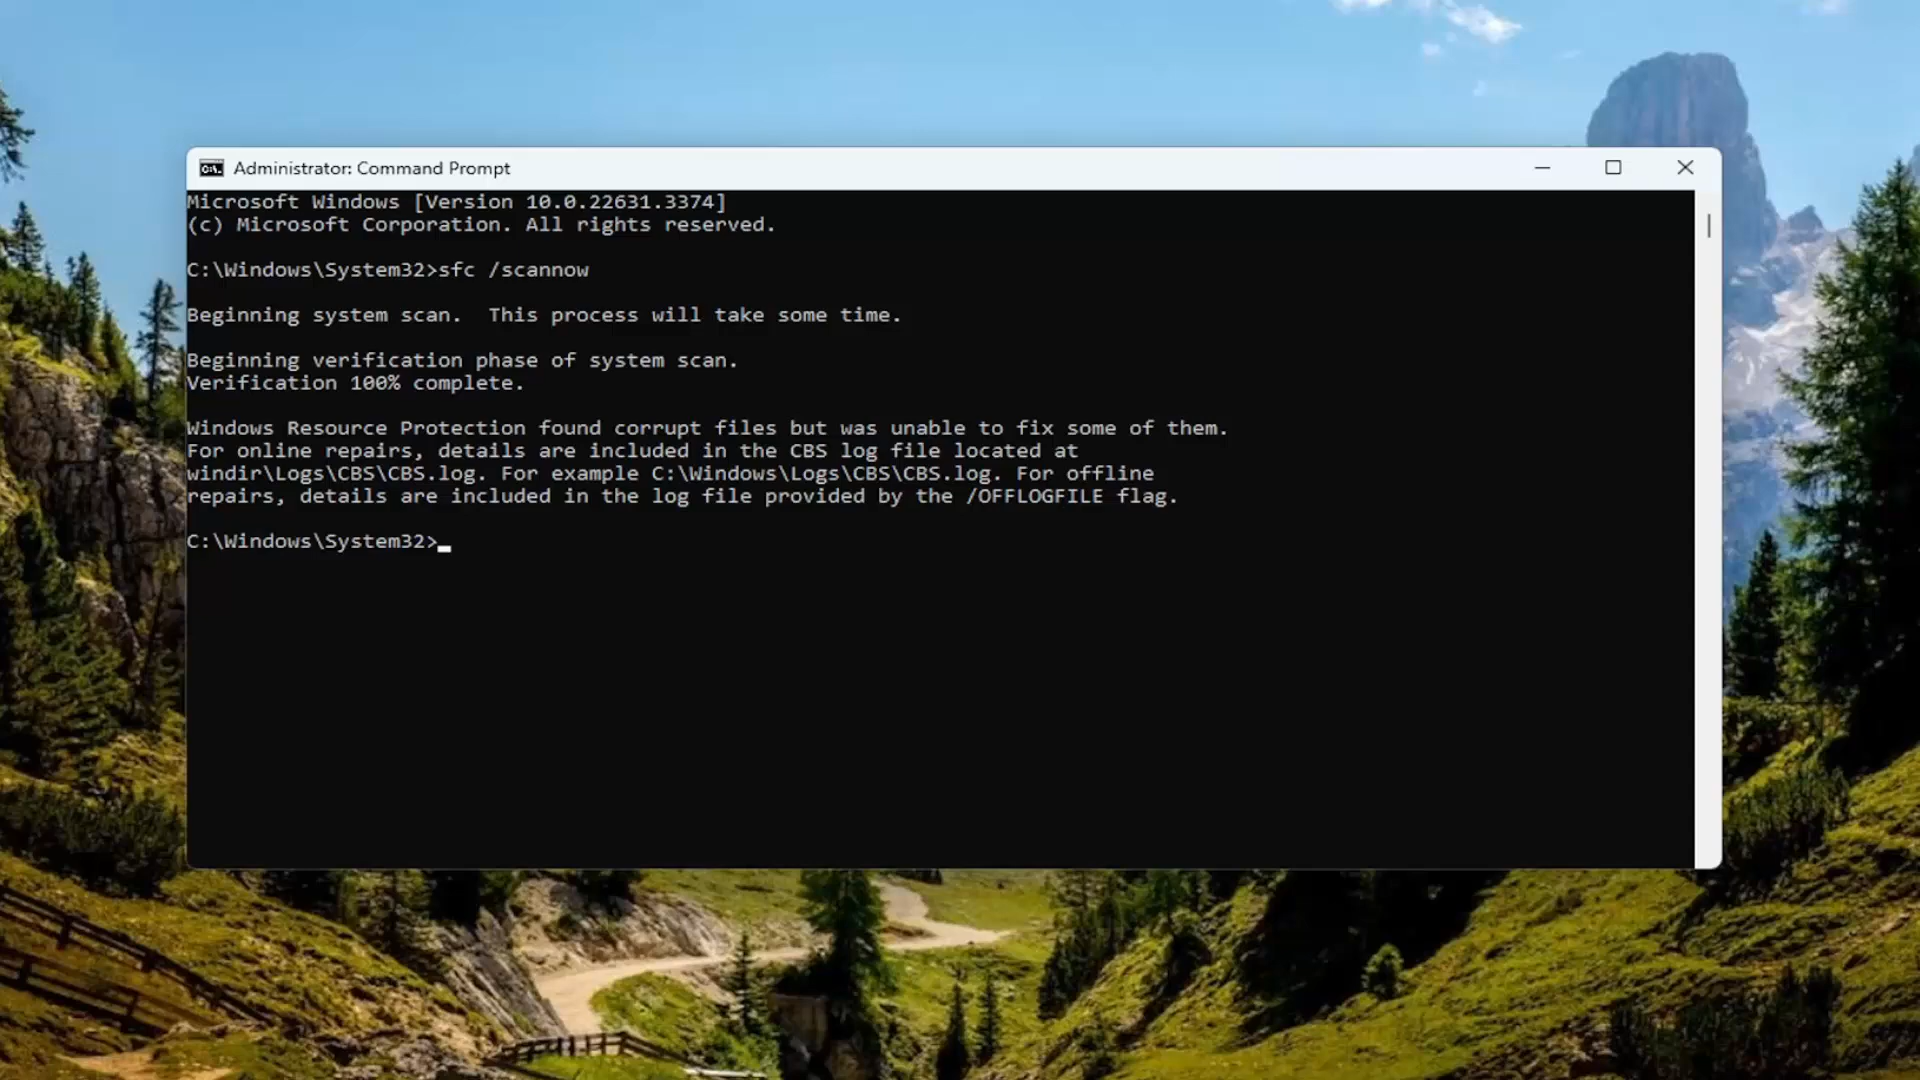 Administrator: Command Prompt
Microsoft Windows [Version 10.0.22631.3374]
(c) Microsoft Corporation. All rights reserved.
C:\Windows\System32>sfc /scannow
Beginning system scan.  This process will take some time.
Beginning verification phase of system scan.
Verification 100% complete.
Windows Resource Protection found corrupt files but was unable to fix some of them.
For online repairs, details are included in the CBS log file located at
windir\Logs\CBS\CBS.log. For example C:\Windows\Logs\CBS\CBS.log. For offline
repairs, details are included in the log file provided by the /OFFLOGFILE flag.
C:\Windows\System32>